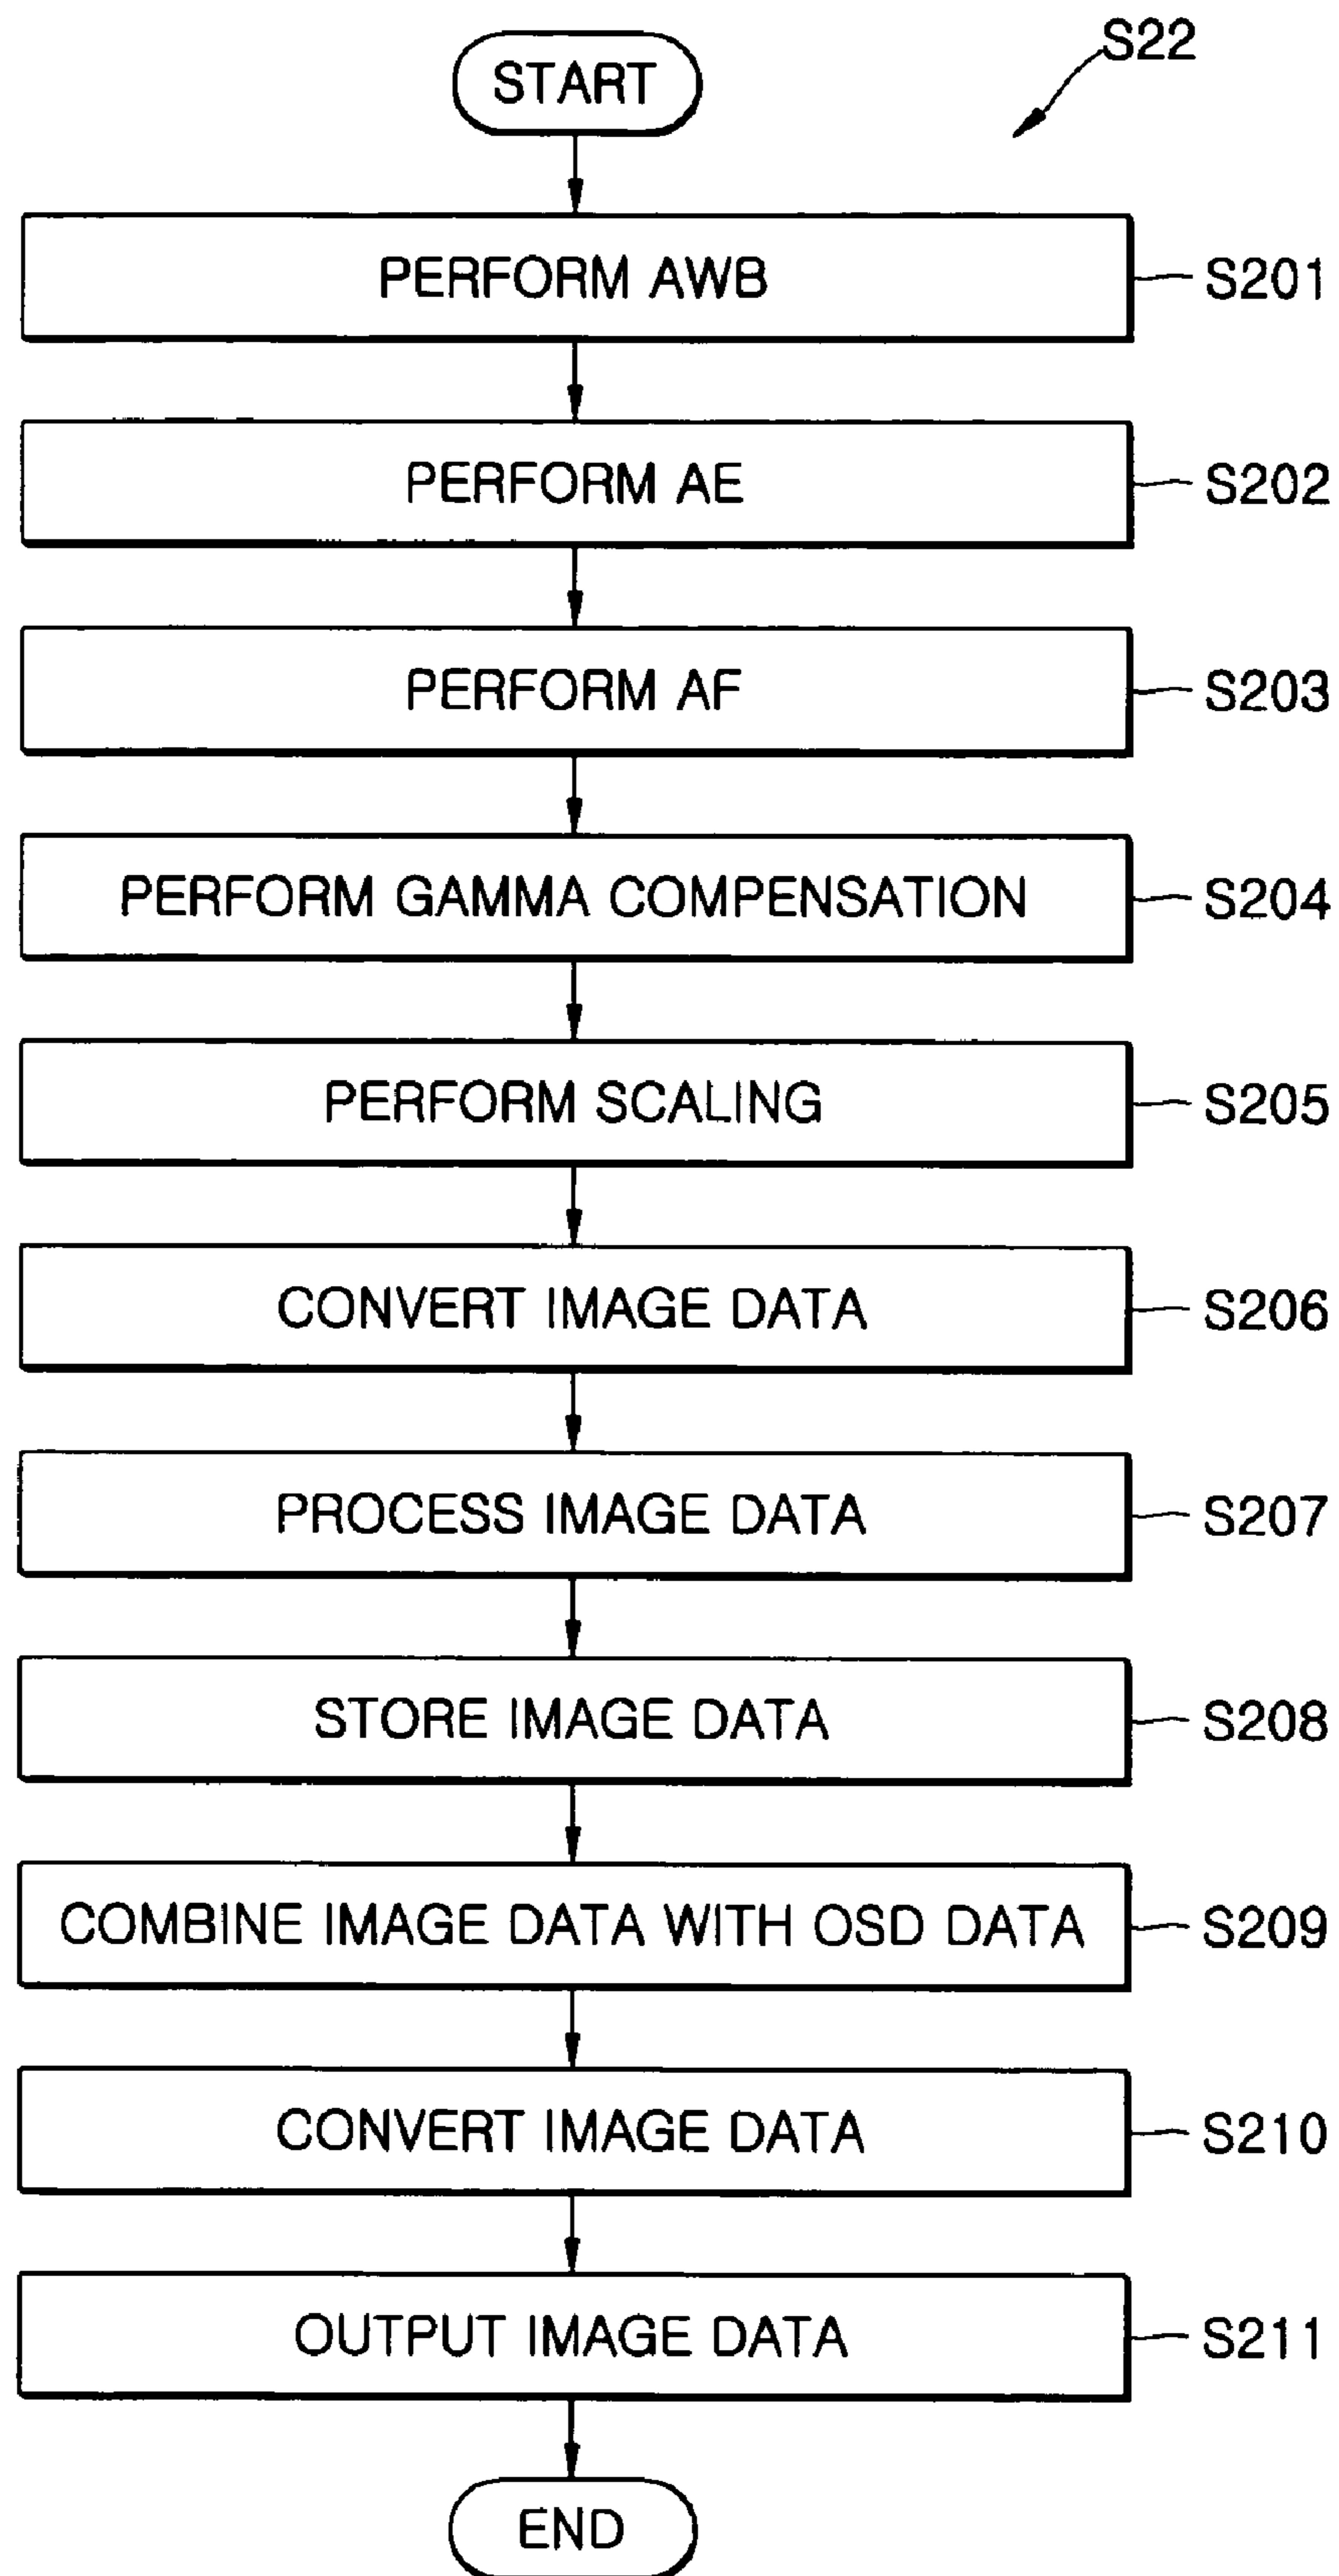 S22
START
PERFORM AWB
S201
PERFORM AE
S202
PERFORM AF
S203
PERFORM GAMMA COMPENSATION
S204
PERFORM SCALING
S205
CONVERT IMAGE DATA
S206
PROCESS IMAGE DATA
S207
STORE IMAGE DATA
S208
COMBINE IMAGE DATA WITH OSD DATA
S209
CONVERT IMAGE DATA
S210
OUTPUT IMAGE DATA
S211
END